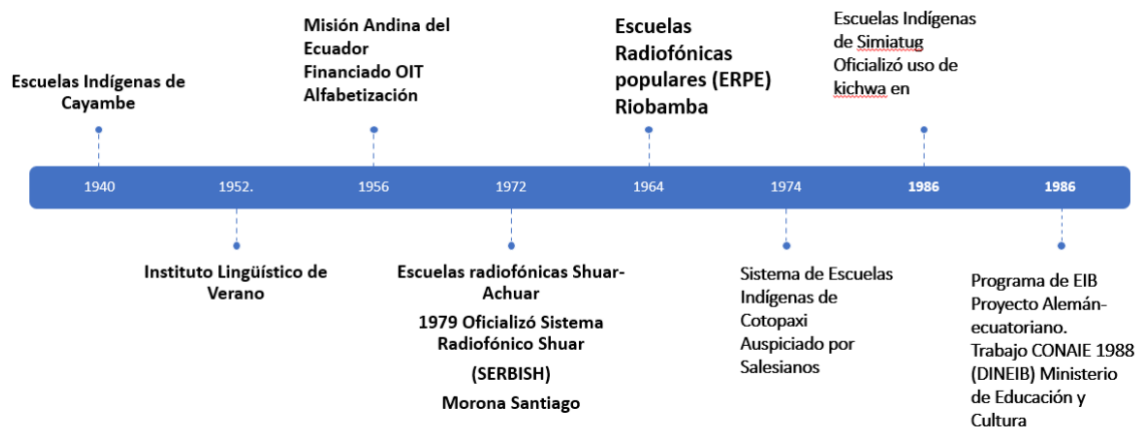 Escuelas Indígenas de
Cayambe
Misión Andina del
Ecuador
Financiado OIT
Alfabetización
Escuelas
Radiofónicas
populares (ERPE)
Riobamba
Escuelas Indígenas
de Simiatug
Oficializó uso de
kichwa en
1940
1952.
1956
1972
1964
1974
1986
1986
Instituto Lingüístico de
Verano
Escuelas radiofónicas Shuar-
Achuar
1979 Oficializó Sistema
Radiofónico Shuar
(SERBISH)
Morona Santiago
Sistema de Escuelas
Indígenas de
Cotopaxi
Auspiciado por
Salesianos
Programa de EIB
Proyecto Alemán-
ecuatoriano.
Trabajo CONAIE 1988
(DINEIB) Ministerio
de Educación y
Cultura